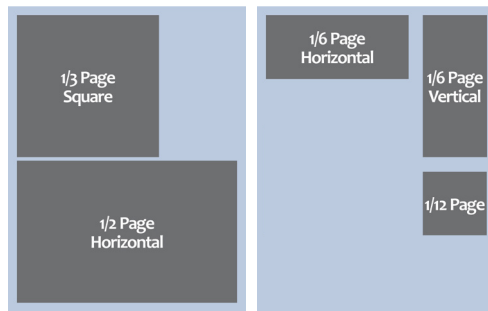 1/3 Page
Square
1/2 Page
Horizontal
1/6 Page
Horizontal
1/6 Page
Vertical
1/12 Page